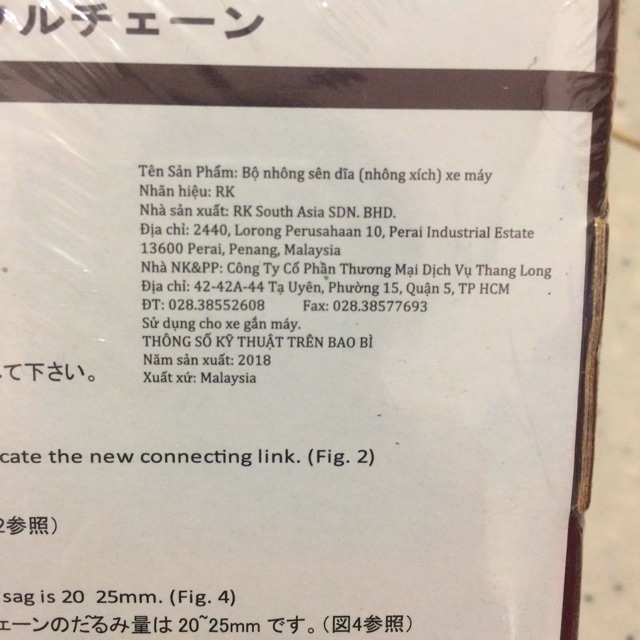 ルチェーン
Tên Sản Phẩm: Bộ nhông sên dĩa (nhông xích) xe máy
Nhãn hiệu: RK
Nhà sản xuất: RK South Asia SDN. BHD.
Địa chỉ: 2440, Lorong Perusahaan 10, Perai Industrial Estate
13600 Perai, Penang, Malaysia
Nhà NK&PP: Công Ty Cổ Phần Thương Mại Dịch Vụ Thang Long
Địa chỉ: 42-42A-44 Tạ Uyên, Phường 15, Quận 5, TP HCM
ĐT: 028.38552608 Fax: 028.38577693
Sử dụng cho xe gắn máy.
THÔNG SỐ KỸ THUẬT TRÊN BAO BÌ
Năm sản xuất: 2018
Xuất xứ: Malaysia
て下さい。
cate the new connecting link. (Fig. 2)
2参照)
sag is 20 25mm. (Fig. 4)
ェーンのだるみ量は20~25mmです。(図4参照)